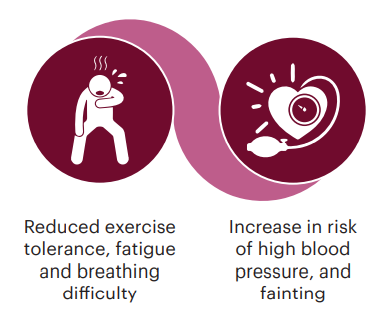 Reduced exercise
tolerance, fatigue
and breathing
difficulty
Increase in risk
of high blood
pressure, and
fainting